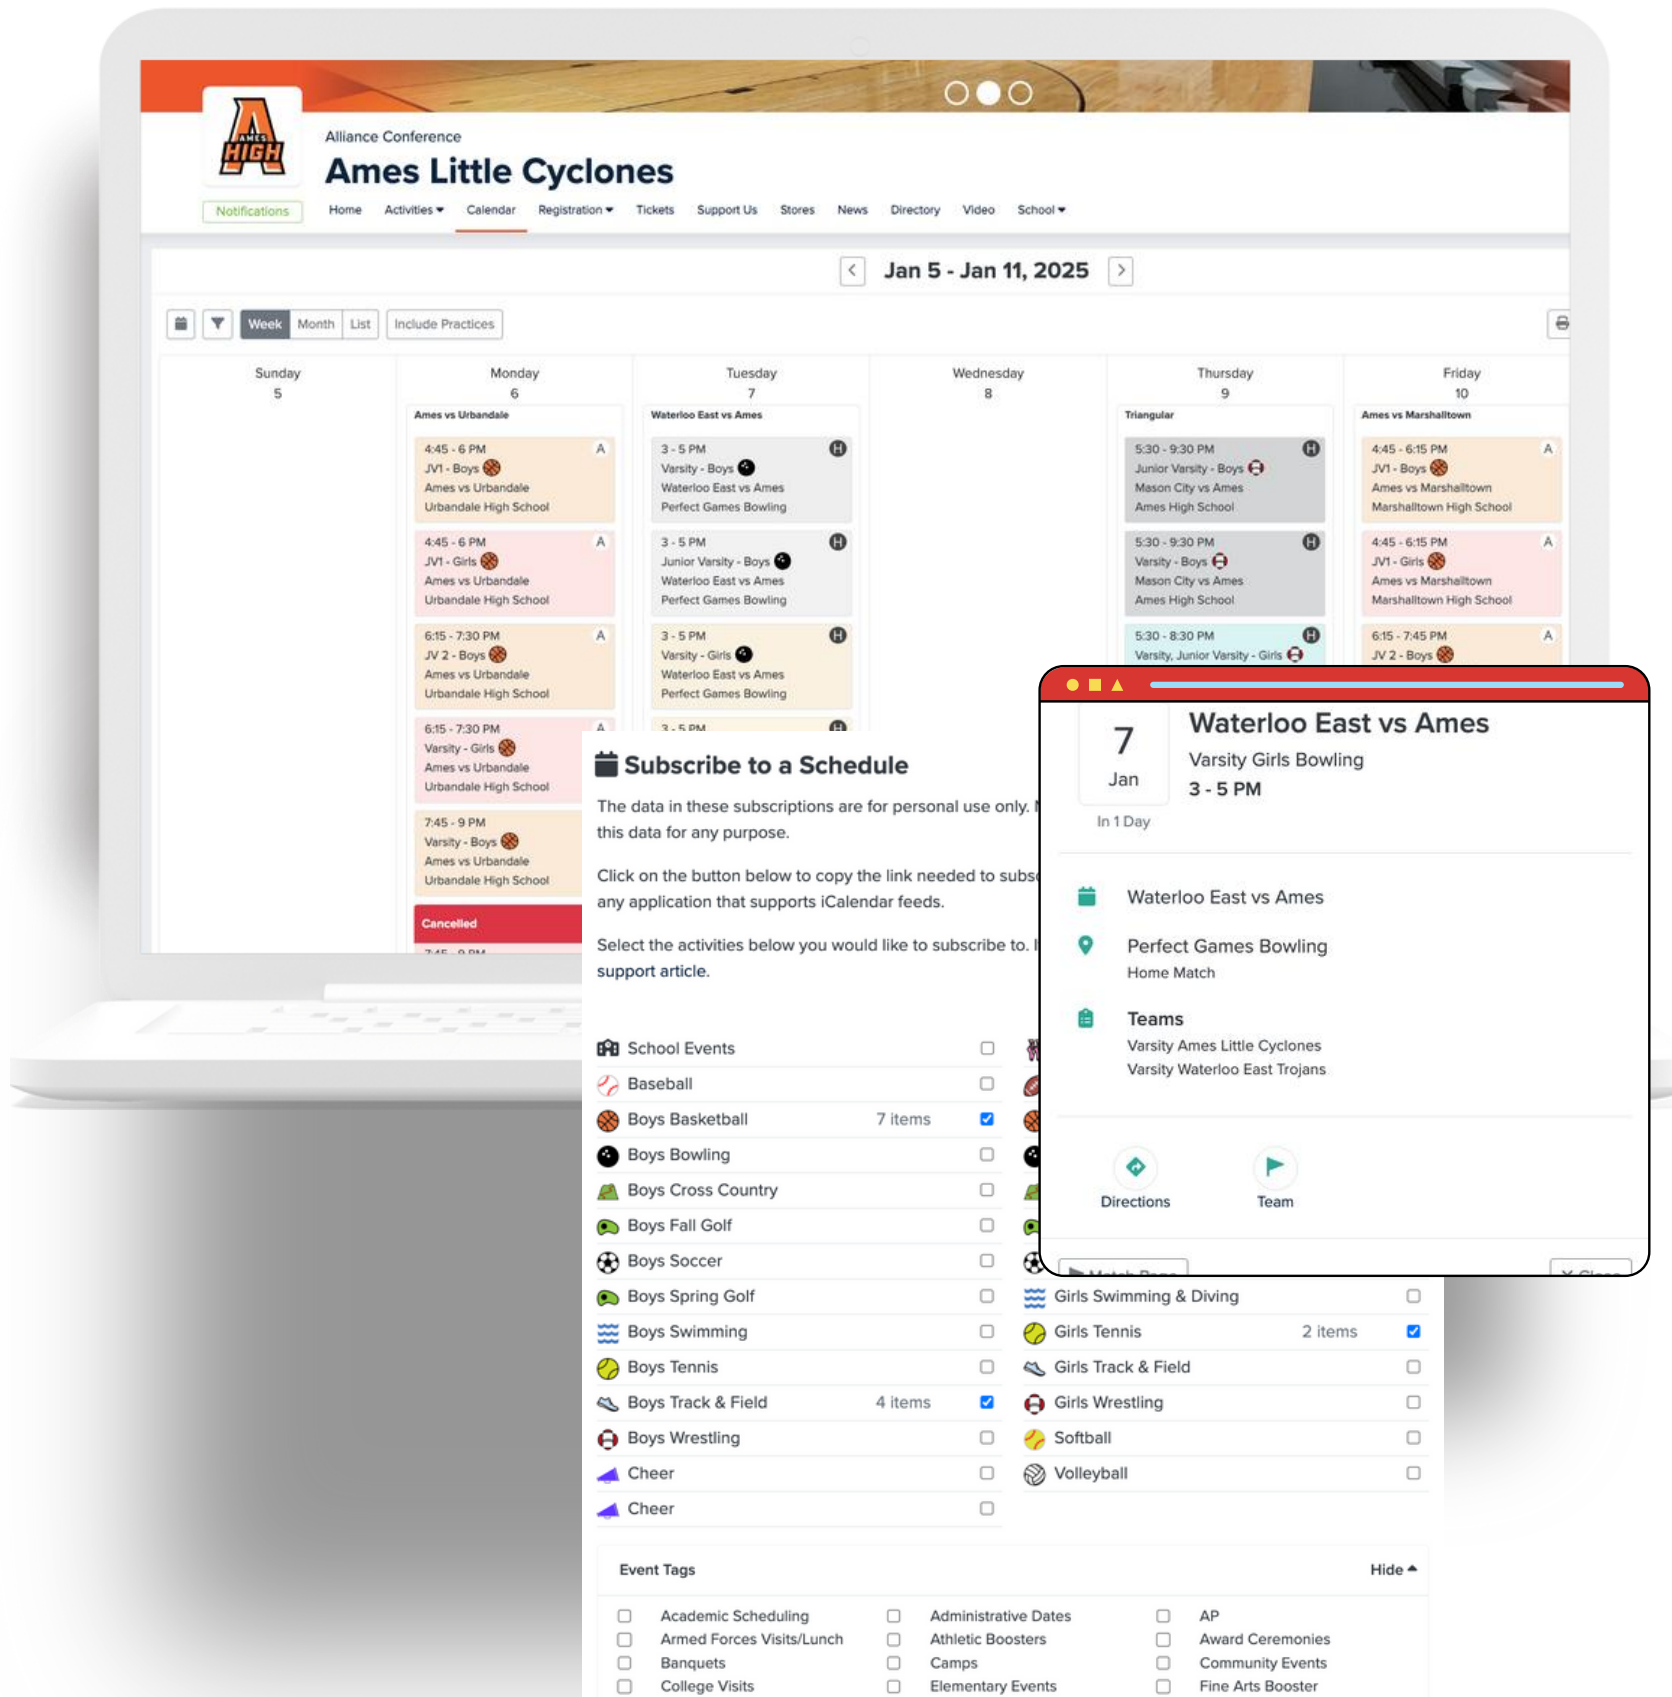 AMES
HIGH
Alliance Conference
Ames Little Cyclones
Notifications
Home Activities Calendar Registration Tickets Support Us Stores News Directory Video School
Jan 5 - Jan 11, 2025
Week Month List Include Practices
Sunday
5
Monday
6
Ames vs Urbandale
4:45 - 6 PM A
JV1 - Boys
Ames vs Urbandale
Urbandale High School
4:45 - 6 PM A
JV1 - Girls
Ames vs Urbandale
Urbandale High School
6:15 - 7:30 PM A
JV 2 - Boys
Ames vs Urbandale
Urbandale High School
6:15 - 7:30 PM A
Varsity - Girls
Ames vs Urbandale
Urbandale High School
7:45 - 9 PM
Varsity - Boys
Ames vs Urbandale
Urbandale High School
Cancelled
7:45 - 9 PM
Tuesday
7
Waterloo East vs Ames
3 - 5 PM H
Varsity - Boys
Waterloo East vs Ames
Perfect Games Bowling
3 - 5 PM H
Junior Varsity - Boys
Waterloo East vs Ames
Perfect Games Bowling
3 - 5 PM H
Varsity - Girls
Waterloo East vs Ames
Perfect Games Bowling
3 - 5 PM H
Wednesday
8
Thursday
9
Triangular
5:30 - 9:30 PM H
Junior Varsity - Boys
Mason City vs Ames
Ames High School
5:30 - 9:30 PM H
Varsity - Boys
Mason City vs Ames
Ames High School
5:30 - 8:30 PM H
Varsity, Junior Varsity - Girls
Friday
10
Ames vs Marshalltown
4:45 - 6:15 PM A
JV1 - Boys
Ames vs Marshalltown
Marshalltown High School
4:45 - 6:15 PM A
JV1 - Girls
Ames vs Marshalltown
Marshalltown High School
6:15 - 7:45 PM A
JV 2 - Boys
Subscribe to a Schedule
The data in these subscriptions are for personal use only.
this data for any purpose.
Click on the button below to copy the link needed to
any application that supports iCalendar feeds.
Select the activities below you would like to subscribe to.
support article.
School Events
Baseball
Boys Basketball 7 items
Boys Bowling
Boys Cross Country
Boys Fall Golf
Boys Soccer
Boys Spring Golf
Boys Swimming
Boys Tennis
Boys Track & Field 4 items
Boys Wrestling
Cheer
Cheer
Girls Swimming & Diving
Girls Tennis 2 items
Girls Track & Field
Girls Wrestling
Softball
Volleyball
Event Tags Hide
Academic Scheduling Administrative Dates AP
Armed Forces Visits/Lunch Athletic Boosters Award Ceremonies
Banquets Camps Community Events
College Visits Elementary Events Fine Arts Booster
7
Jan
In 1 Day
Waterloo East vs Ames
Varsity Girls Bowling
3 - 5 PM
Waterloo East vs Ames
Perfect Games Bowling
Home Match
Teams
Varsity Ames Little Cyclones
Varsity Waterloo East Trojans
Directions Team
Match Page Close